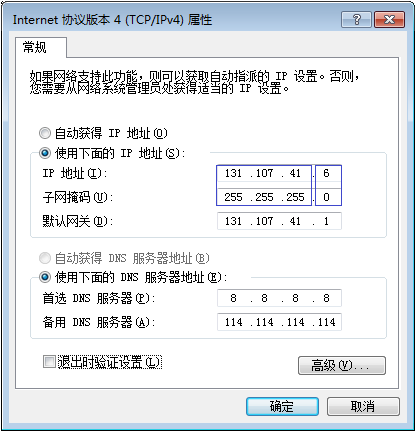 Internet 协议版本 4 (TCP/IPv4) 属性
常规
如果网络支持此功能，则可以获取自动指派的 IP 设置。否则，
您需要从网络系统管理员处获得适当的 IP 设置。
自动获得 IP 地址(O)
使用下面的 IP 地址(S):
IP 地址(I): 131 . 107 . 41 . 6
子网掩码(U): 255 . 255 . 255 . 0
默认网关(D): 131 . 107 . 41 . 1
自动获得 DNS 服务器地址(B)
使用下面的 DNS 服务器地址(E):
首选 DNS 服务器(P): 8 . 8 . 8 . 8
备用 DNS 服务器(A): 114 . 114 . 114 . 114
退出时验证设置(L)
高级(V)...
确定 取消